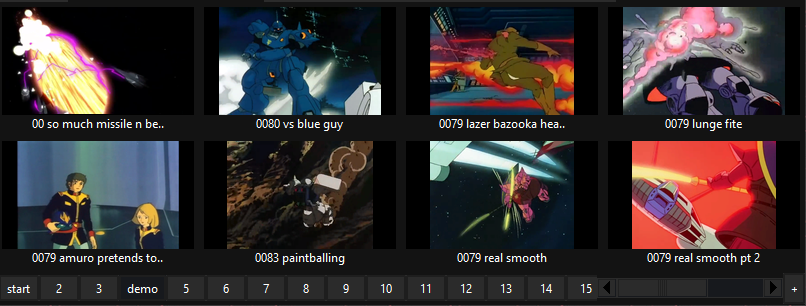 00 so much missile n be..
0080 vs blue guy
0079 lazer bazooka hea..
0079 lunge fite
0079 amuro pretends to..
0083 paintballing
0079 real smooth
0079 real smooth pt 2
start 2 3 demo 5 6 7 8 9 10 11 12 13 14 15 +